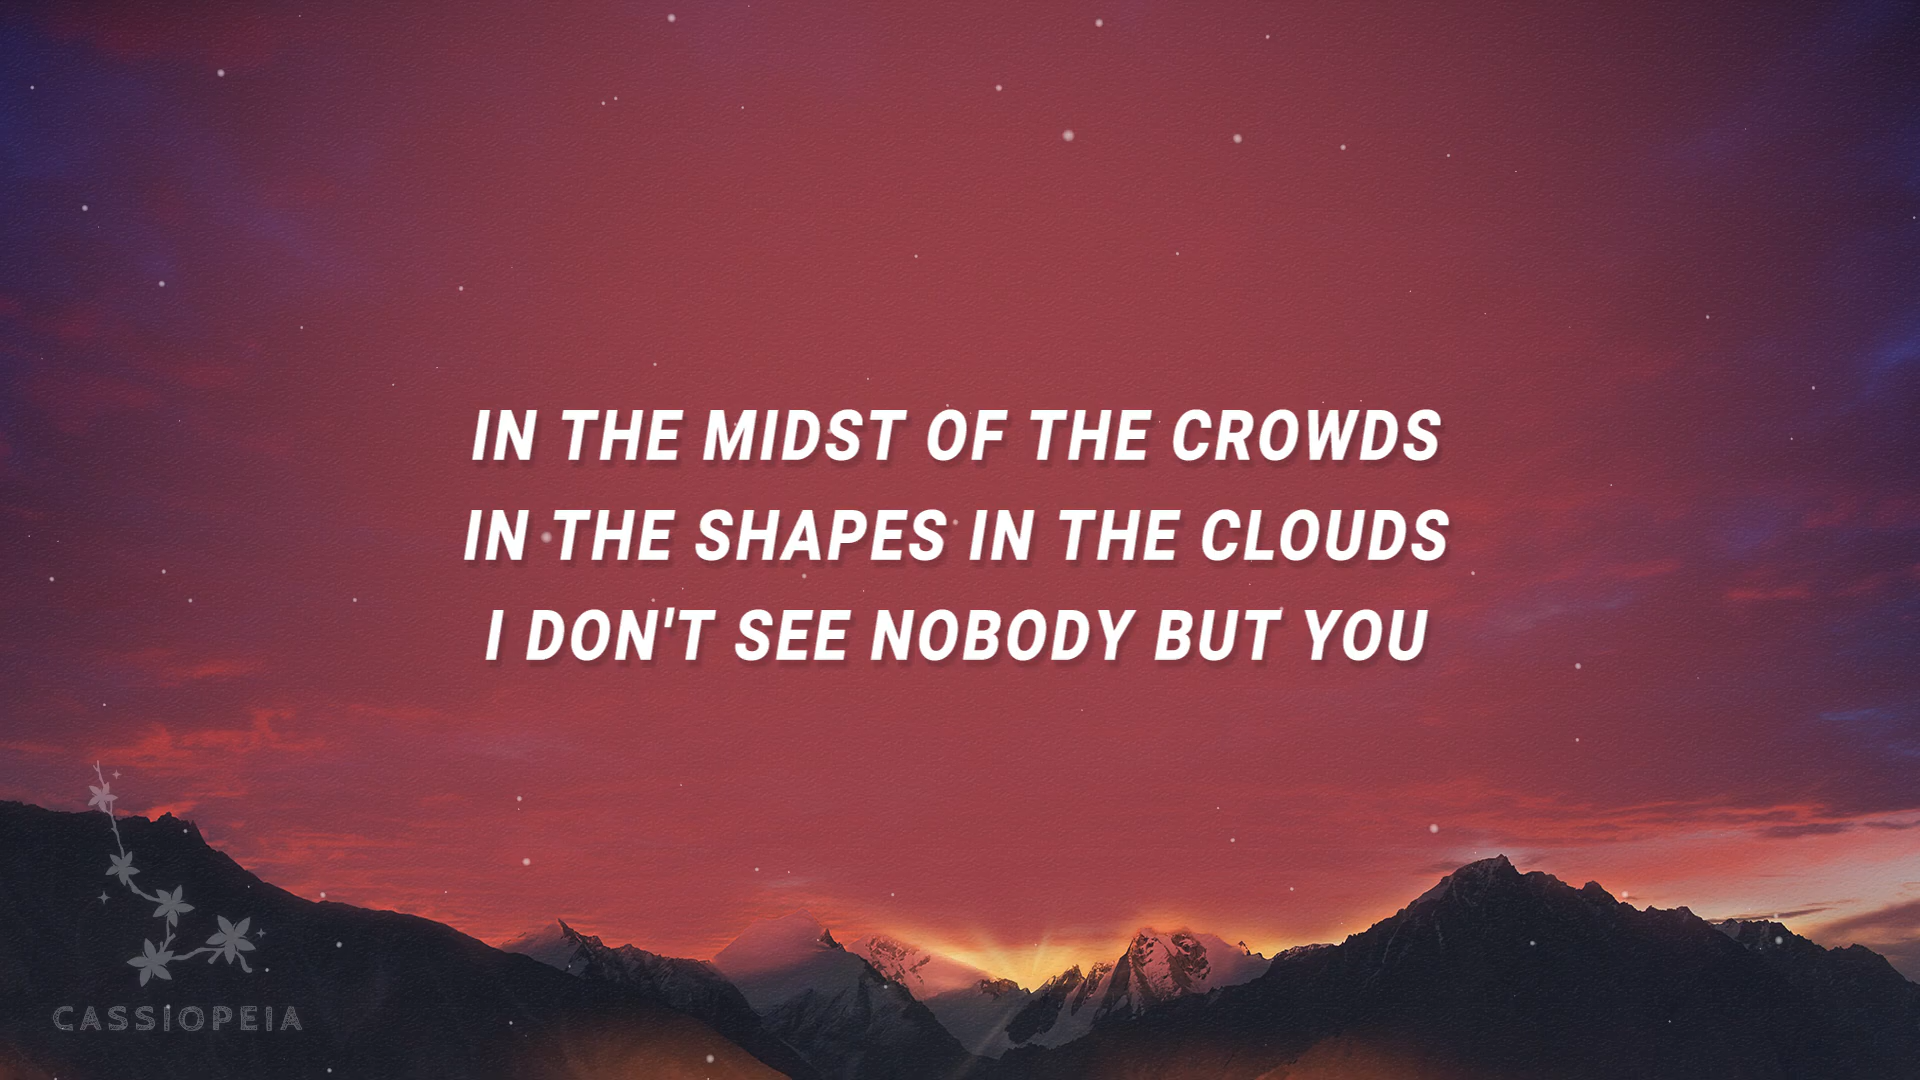 IN THE MIDST OF THE CROWDS
IN THE SHAPES IN THE CLOUDS
I DON'T SEE NOBODY BUT YOU
CASSIOPEIA